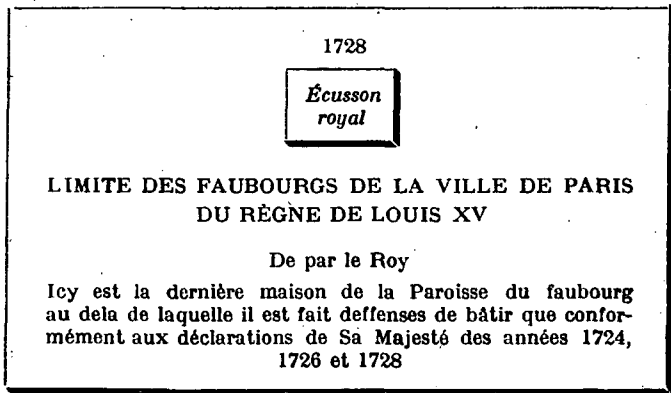 1728
Écusson
royal
LIMITE DES FAUBOURGS DE LA VILLE DE PARIS
DU RÈGNE DE LOUIS XV
De par le Roy
Icy est la dernière maison de la Paroisse du faubourg
au dela de laquelle il est fait deffenses de bâtir que confor-
mément aux déclarations de Sa Majesté des années 1724,
1726 et 1728